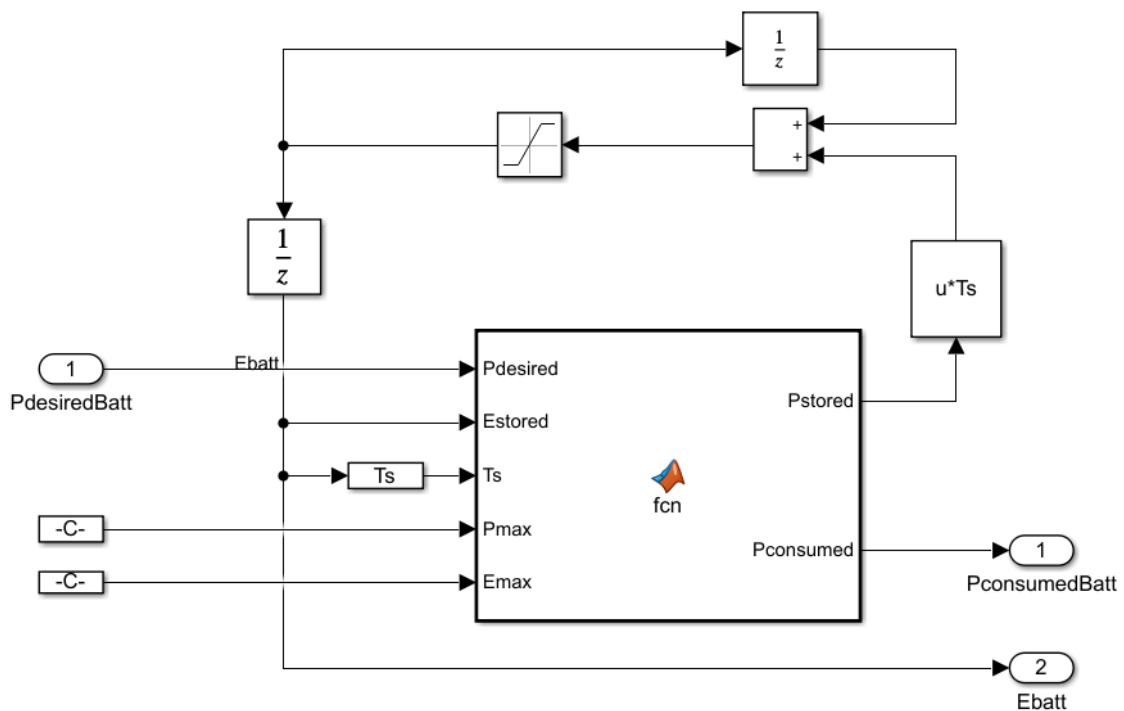 1
z
+
+
1
z
u*Ts
Ebatt
1
PdesiredBatt
Pdesired
Pstored
Estored
Ts
Ts
fcn
-C-
Pmax
Pconsumed
1
PconsumedBatt
-C-
Emax
2
Ebatt